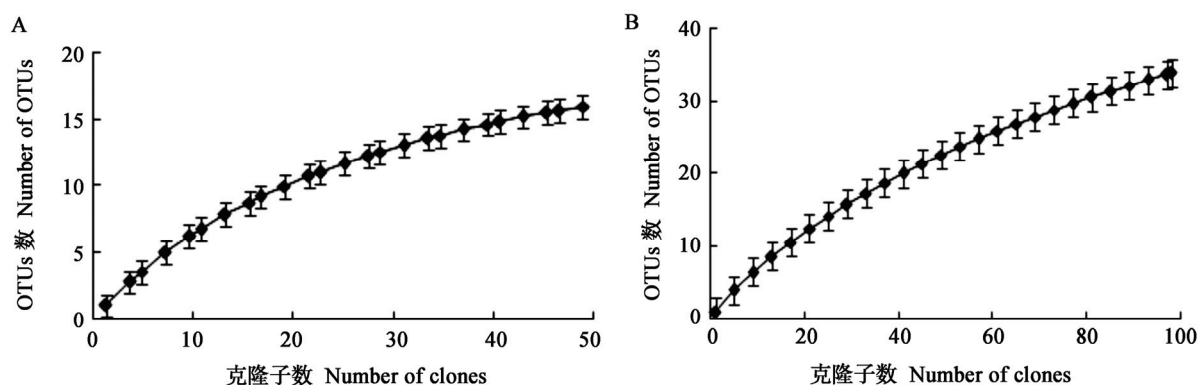 A
OTUs 数 Number of OTUs
20
15
10
5
0
0 10 20 30 40 50
克隆子数 Number of clones
B
OTUs 数 Number of OTUs
40
30
20
10
0
0 20 40 60 80 100
克隆子数 Number of clones